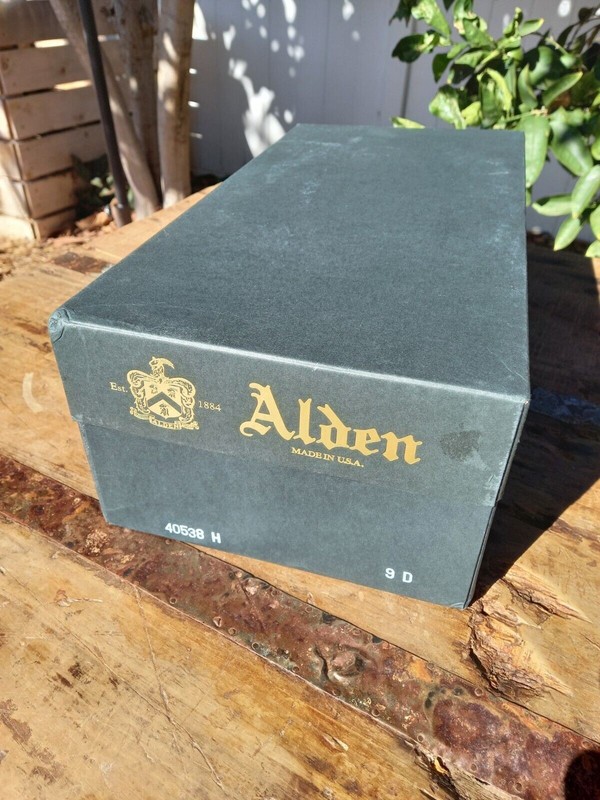 Est. 1884
ALDEN
Alden
MADE IN U.S.A.
40538 H
9 D